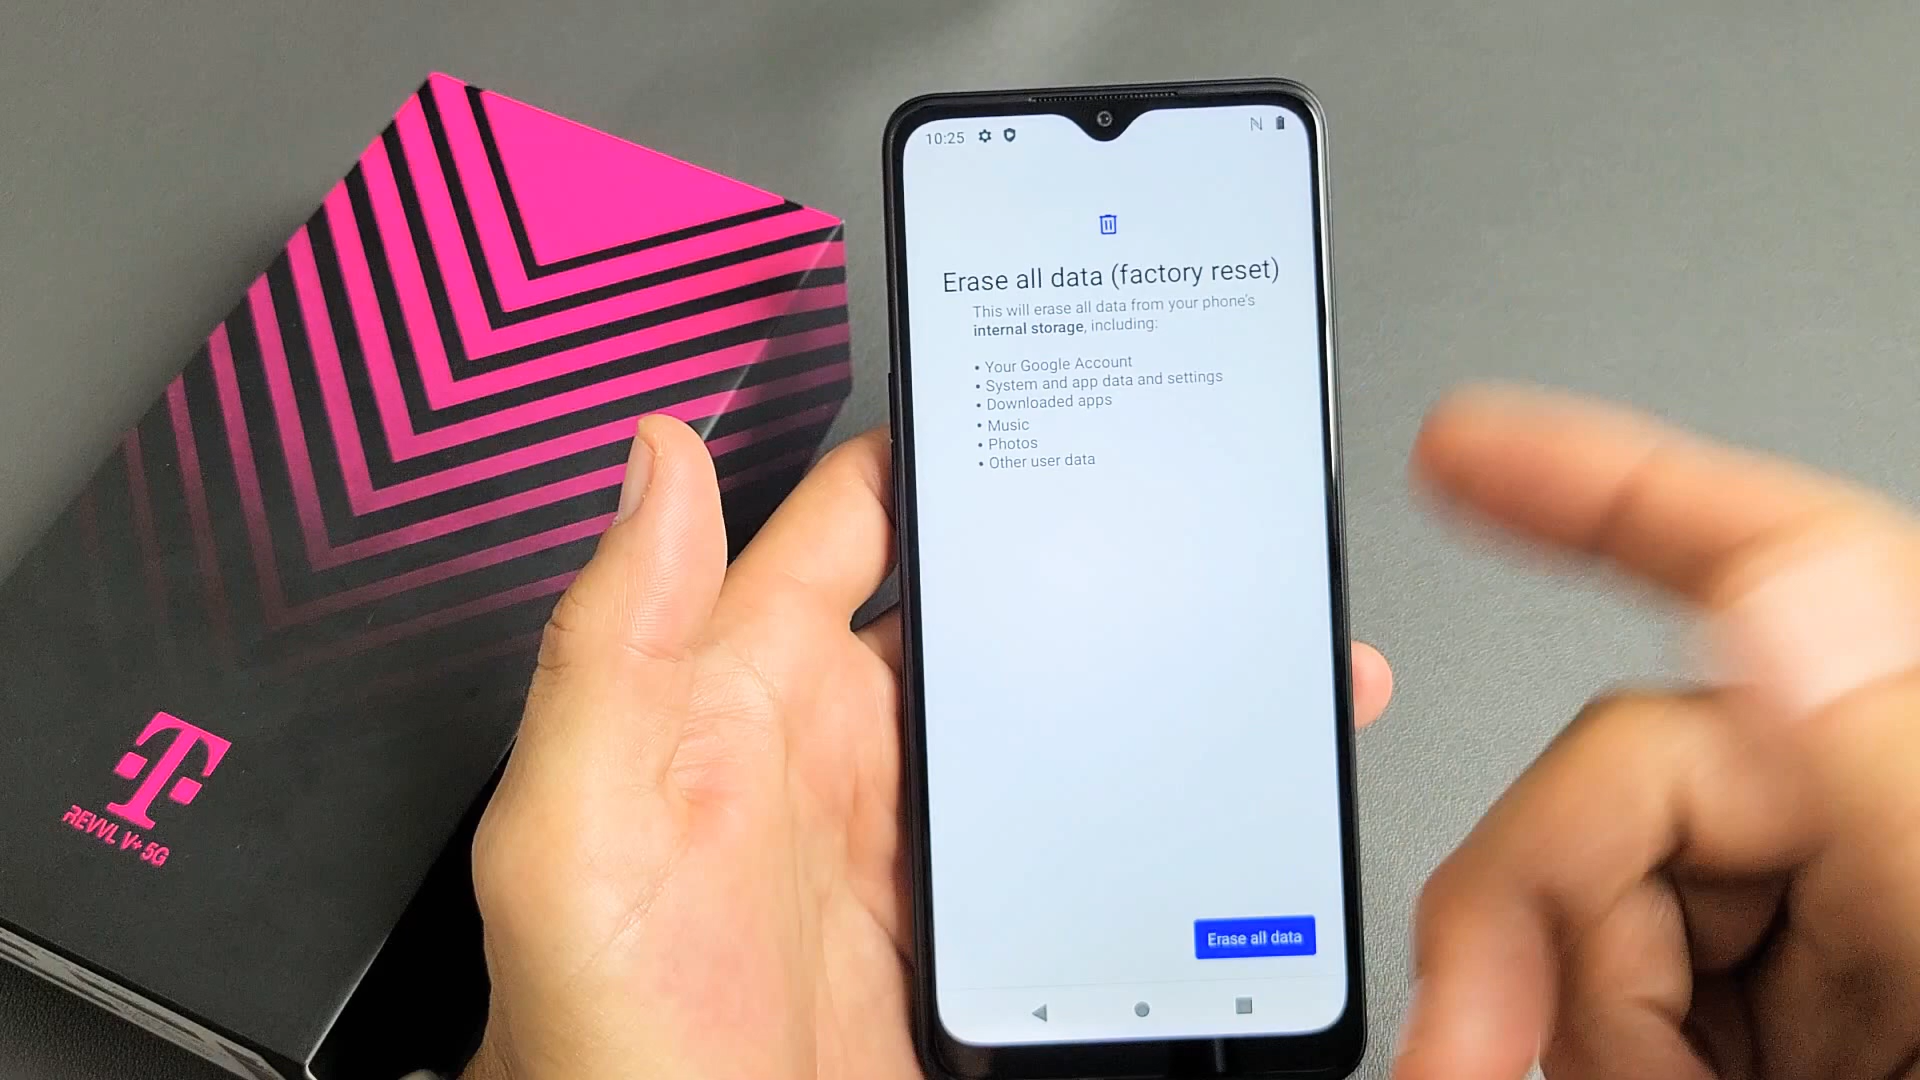 10:25
Erase all data (factory reset)
This will erase all data from your phone's
internal storage, including:
• Your Google Account
• System and app data and settings
• Downloaded apps
• Music
• Photos
• Other user data
Erase all data
T
REVVL V+ 5G